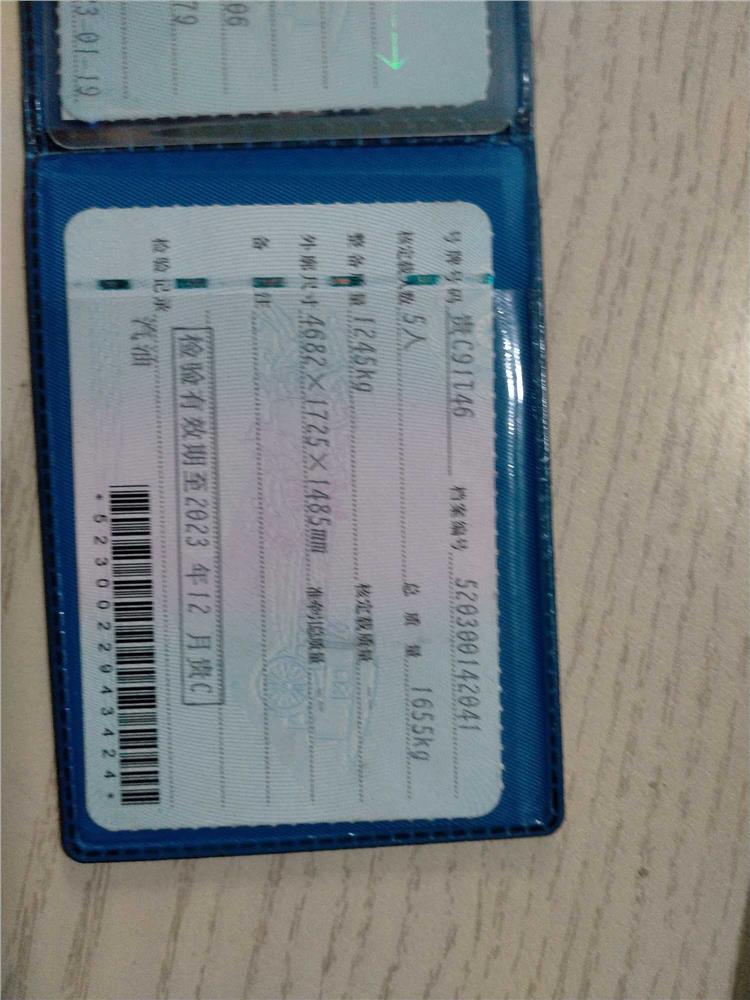 06
79
3-01-19
号牌号码 贵C91T46 档案编号 520300142041
核定载人数 5人 总质量 1655kg
整备质量 1245kg 核定载质量
外廓尺寸 4682×1725×1485mm 准牵引总质量
备注
检验有效期至2023年12月贵C
检验记录 汽油
*5230022943424*